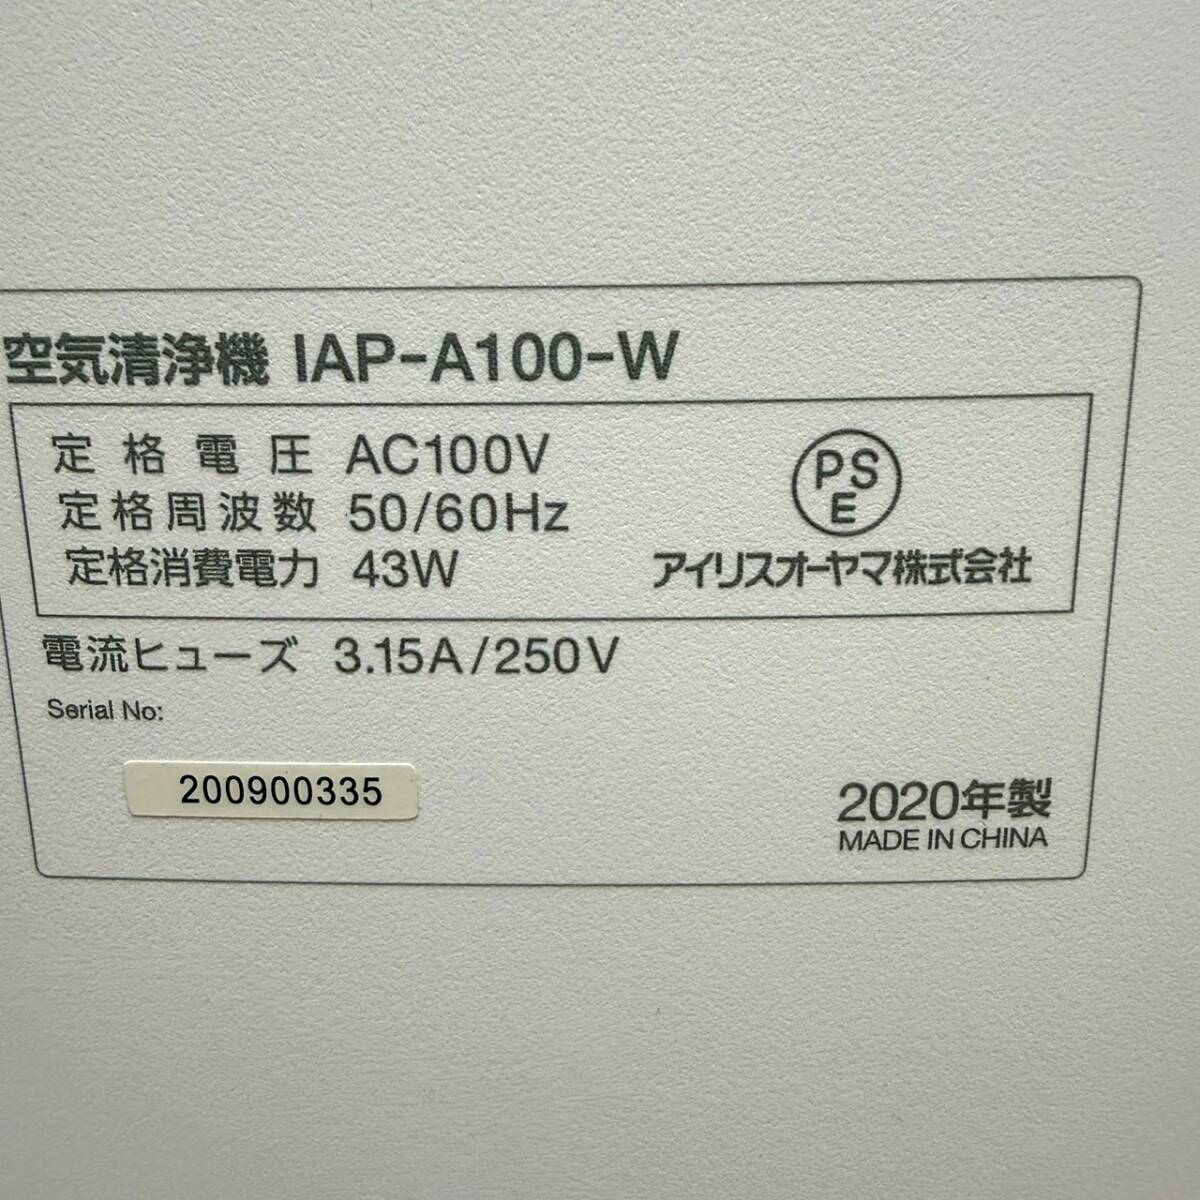 空気清浄機 IAP-A100-W
定格電圧 AC100V
定格周波数 50/60Hz
定格消費電力 43W
PS
E
アイリスオーヤマ株式会社
電流ヒューズ 3.15A/250V
Serial No:
200900335
2020年製
MADE IN CHINA